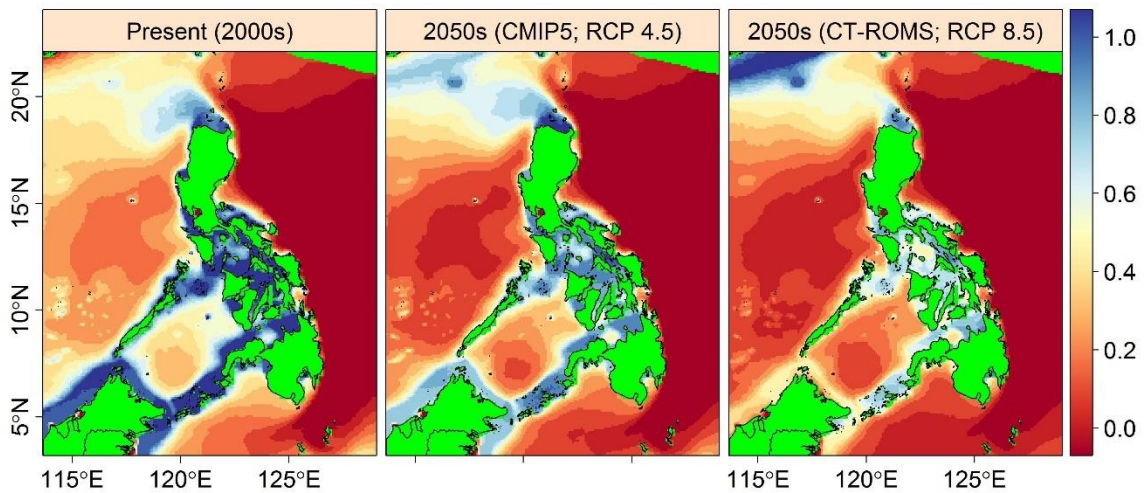 Present (2000s)
2050s (CMIP5; RCP 4.5)
2050s (CT-ROMS; RCP 8.5)
20°N
15°N
10°N
5°N
115°E
120°E
125°E
115°E
120°E
125°E
1.0
0.8
0.6
0.4
0.2
0.0